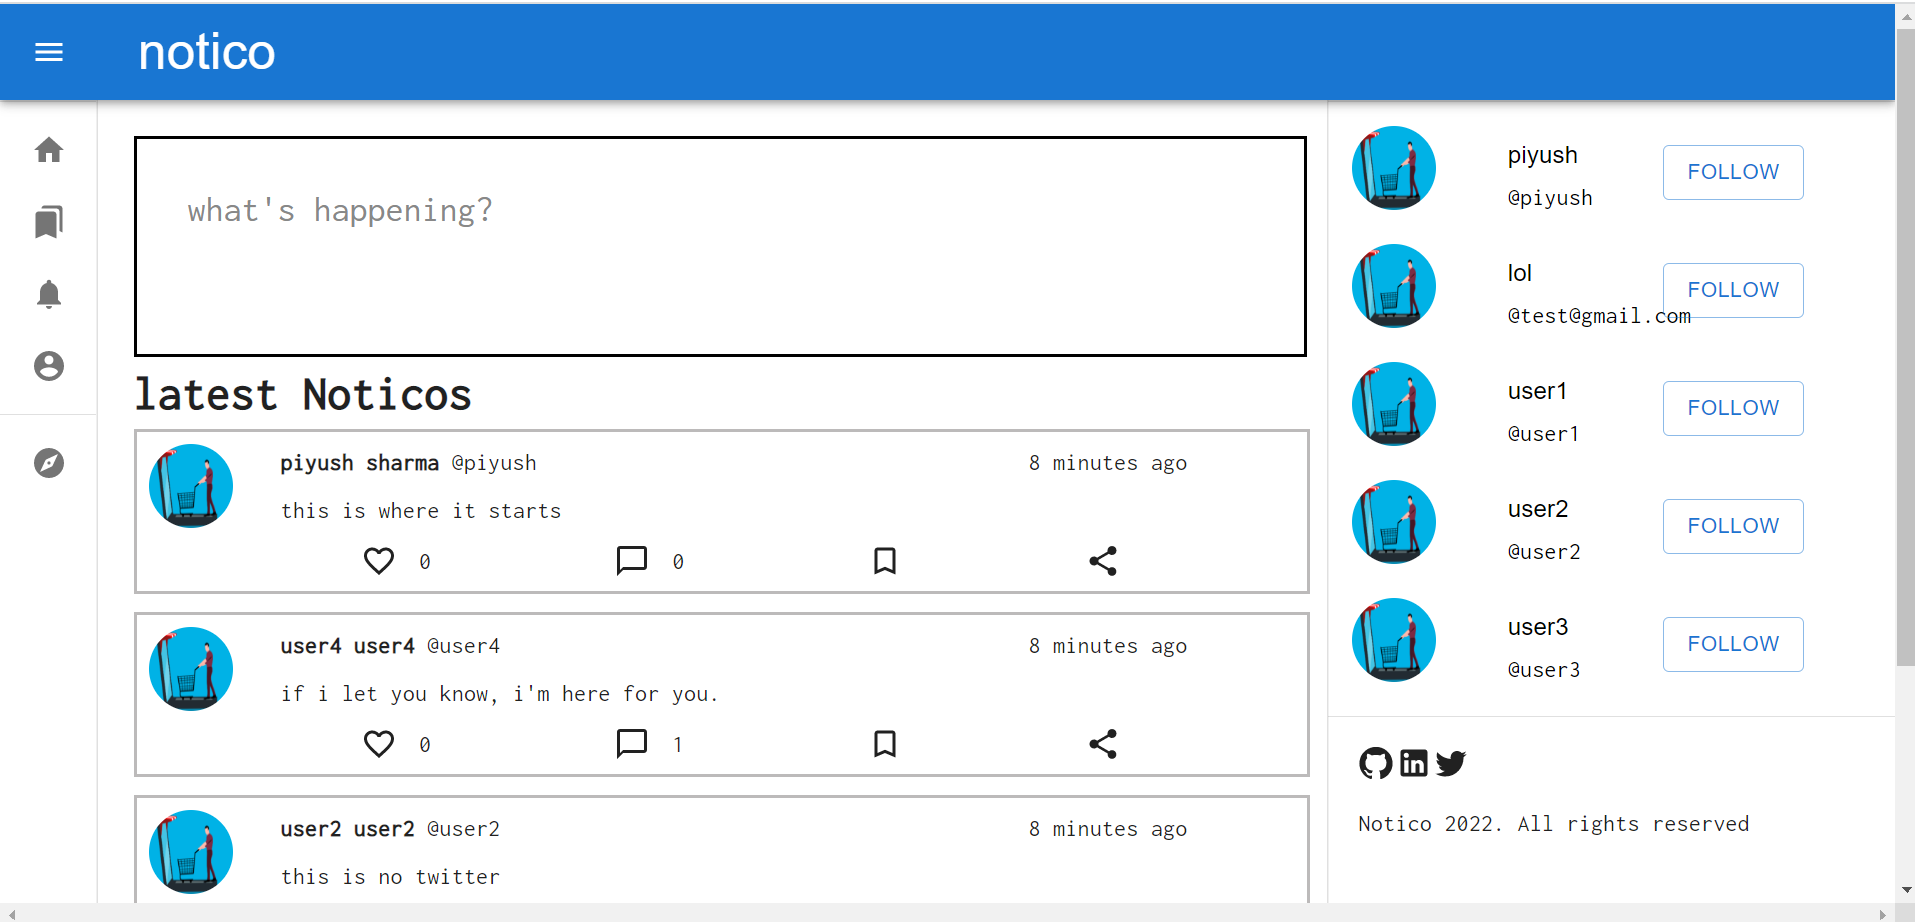 notico
what's happening?
latest Noticos
piyush sharma @piyush 8 minutes ago
this is where it starts
0 0
user4 user4 @user4 8 minutes ago
if i let you know, i'm here for you.
0 1
user2 user2 @user2 8 minutes ago
this is no twitter
piyush
@piyush
FOLLOW
lol
@test@gmail.com
FOLLOW
user1
@user1
FOLLOW
user2
@user2
FOLLOW
user3
@user3
FOLLOW
Notico 2022. All rights reserved